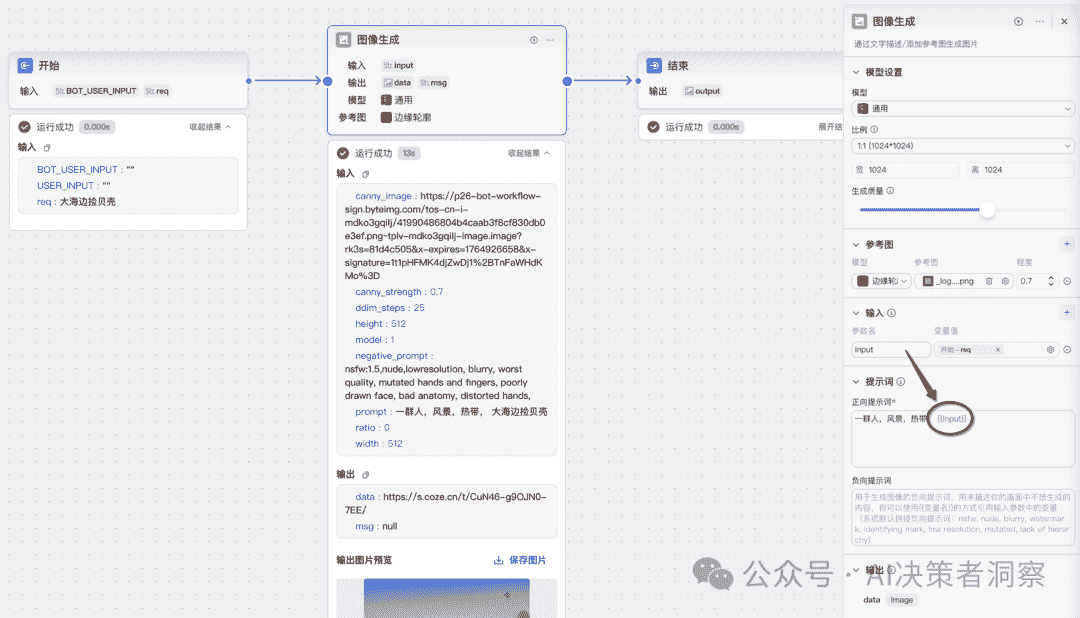 开始
输入 Str. BOT_USER_INPUT Str. req
运行成功 0.000s 收起结果
输入
BOT_USER_INPUT : ""
USER_INPUT : ""
req : 大海边捡贝壳
图像生成
输入 Str. input
输出 data Str. msg
模型 通用
参考图 边缘轮廓
运行成功 13s 收起结果
输入
canny_image : https://p26-bot-workflow-
sign.byteimg.com/tos-cn-i-
mdko3gqilj/41990486804b4caab3f8cf830db0
e3ef.png~tplv-mdko3gqilj-image.image?
rk3s=81d4c505&x-expires=1764926658&x-
signature=1t1pHFMK4djZwDj1%2BTnFaWHdK
Mo%3D
canny_strength : 0.7
ddim_steps : 25
height : 512
model : 1
negative_prompt :
nsfw:1.5,nude,lowresolution, blurry, worst
quality, mutated hands and fingers, poorly
drawn face, bad anatomy, distorted hands,
prompt : 一群人，风景，热带， 大海边捡贝壳
ratio : 0
width : 512
输出
data : https://s.coze.cn/t/CuN46-g9OJN0-
7EE/
msg : null
输出图片预览 保存图片
结束
输出 output
运行成功 0.000s 展开结
图像生成
通过文字描述/添加参考图生成图片
模型设置
模型
通用
比例
1:1 (1024*1024)
宽 1024 高 1024
生成质量
参考图
模型 参考图 程度
边缘轮 _log....png 0.7
输入
参数名 变量值
input 开始 - req
提示词
正向提示词*
一群人，风景，热带 {{input}}
负向提示词
用于生成图像的负向提示词，用来描述你的画面中不想生成的
内容，你可以使用{{变量名}}的方式引用输入参数中的变量
（系统默认拼接负向提示词：nsfw, nude, blurry, watermar
k, identifying mark, low resolution, mutated, lack of hierar
chy）
输出
data Image
公众号 · AI决策者洞察